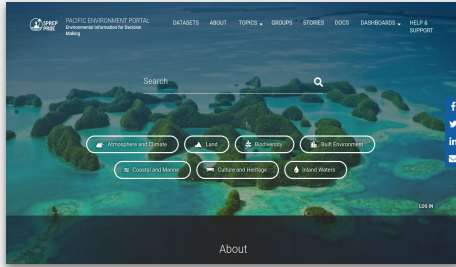 SPREP
PROE
PACIFIC ENVIRONMENT PORTAL
Environmental Information for Decision
Making
DATASETS ABOUT TOPICS GROUPS STORIES DOCS DASHBOARDS HELP &
SUPPORT
Search
Atmosphere and Climate Land Biodiversity Built Environment
Coastal and Marine Culture and Heritage Inland Waters
LOG IN
About